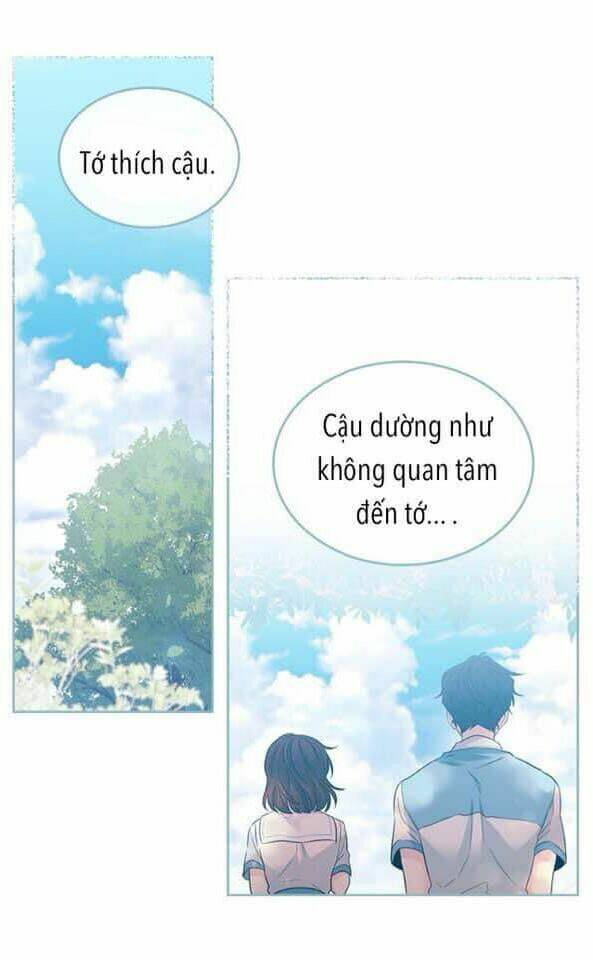 Tớ thích cậu.
Cậu dường như
không quan tâm
đến tớ... .